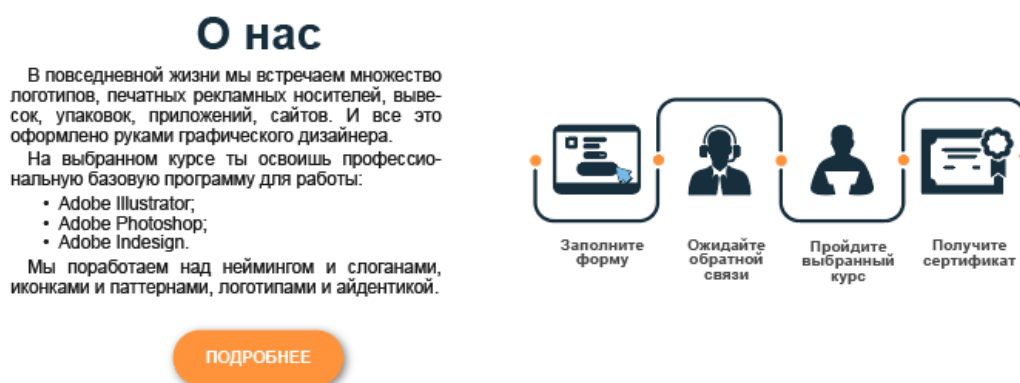 О нас
В повседневной жизни мы встречаем множество
логотипов, печатных рекламных носителей, выве-
сок, упаковок, приложений, сайтов. И все это
оформлено руками графического дизайнера.
На выбранном курсе ты освоишь профессио-
нальную базовую программу для работы:
• Adobe Illustrator;
• Adobe Photoshop;
• Adobe Indesign.
Мы поработаем над неймингом и слоганами,
иконками и паттернами, логотипами и айдентикой.
ПОДРОБНЕЕ
Заполните
форму
Ожидайте
обратной
связи
Пройдите
выбранный
курс
Получите
сертификат